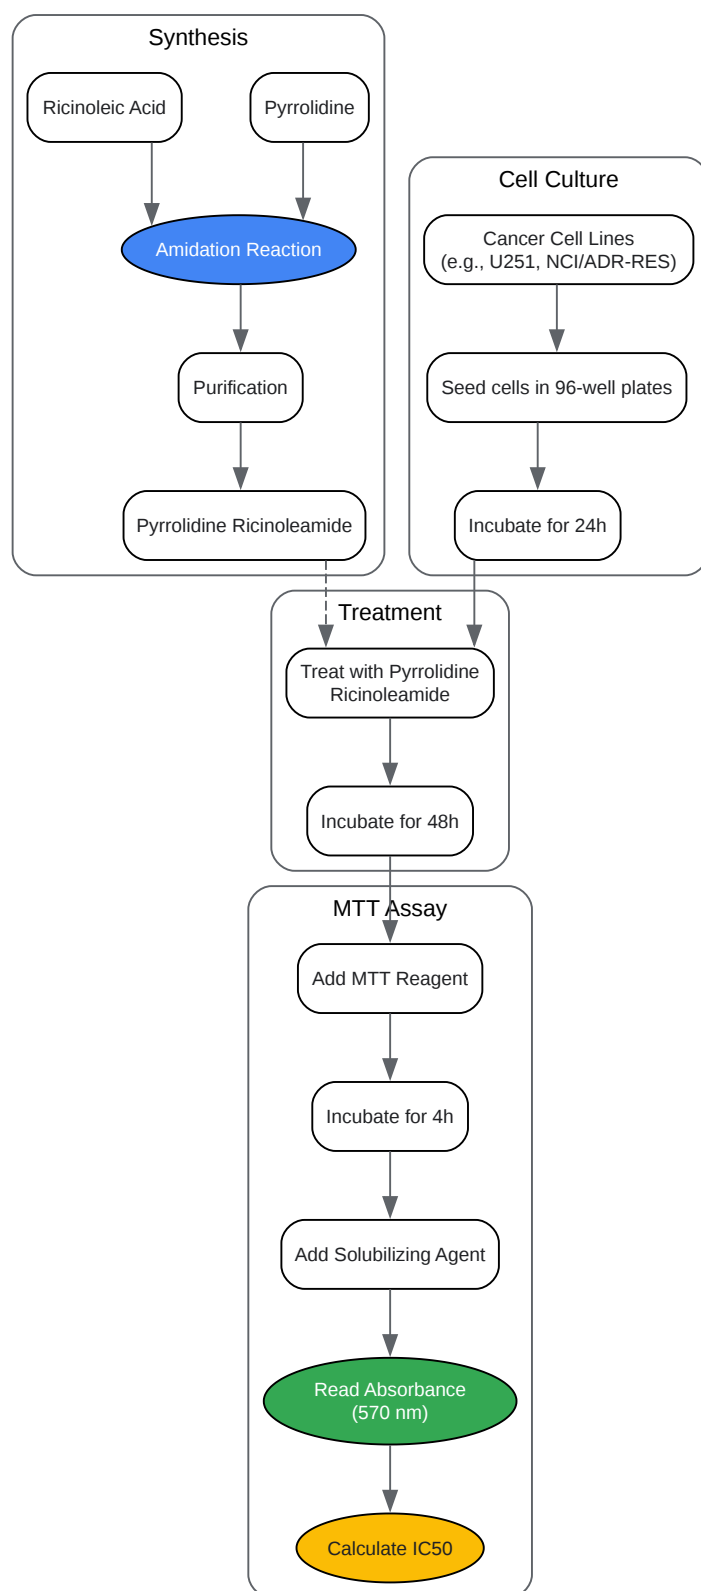 Synthesis
Ricinoleic Acid
Pyrrolidine
Amidation Reaction
Purification
Pyrrolidine Ricinoleamide
Cell Culture
Cancer Cell Lines
(e.g., U251, NCI/ADR-RES)
Seed cells in 96-well plates
Incubate for 24h
Treatment
Treat with Pyrrolidine
Ricinoleamide
Incubate for 48h
MTT Assay
Add MTT Reagent
Incubate for 4h
Add Solubilizing Agent
Read Absorbance
(570 nm)
Calculate IC50